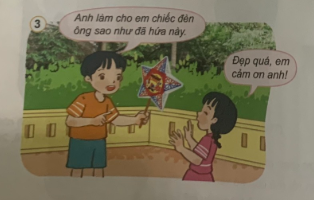 3
Anh làm cho em chiếc đèn
ông sao như đã hứa này.
Đẹp quá, em
cảm ơn anh!